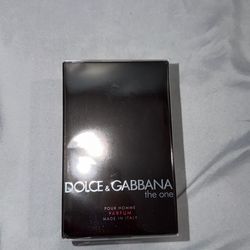 DOLCE & GABBANA
the one
POUR HOMME
PARFUM
MADE IN ITALY